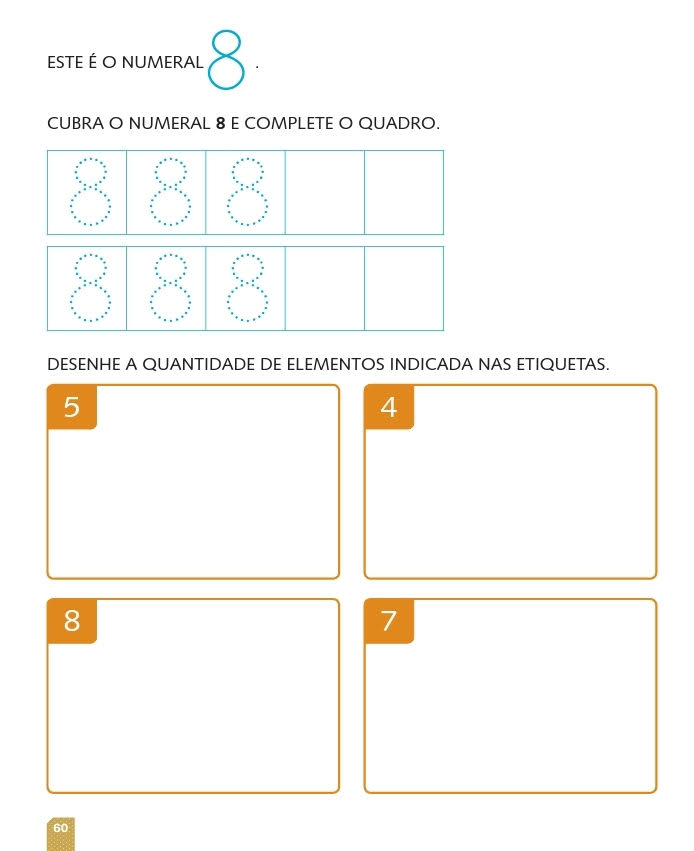 ESTE É O NUMERAL 8 .
CUBRA O NUMERAL 8 E COMPLETE O QUADRO.
8 8 8
8 8 8
DESENHE A QUANTIDADE DE ELEMENTOS INDICADA NAS ETIQUETAS.
5 4
8 7
60